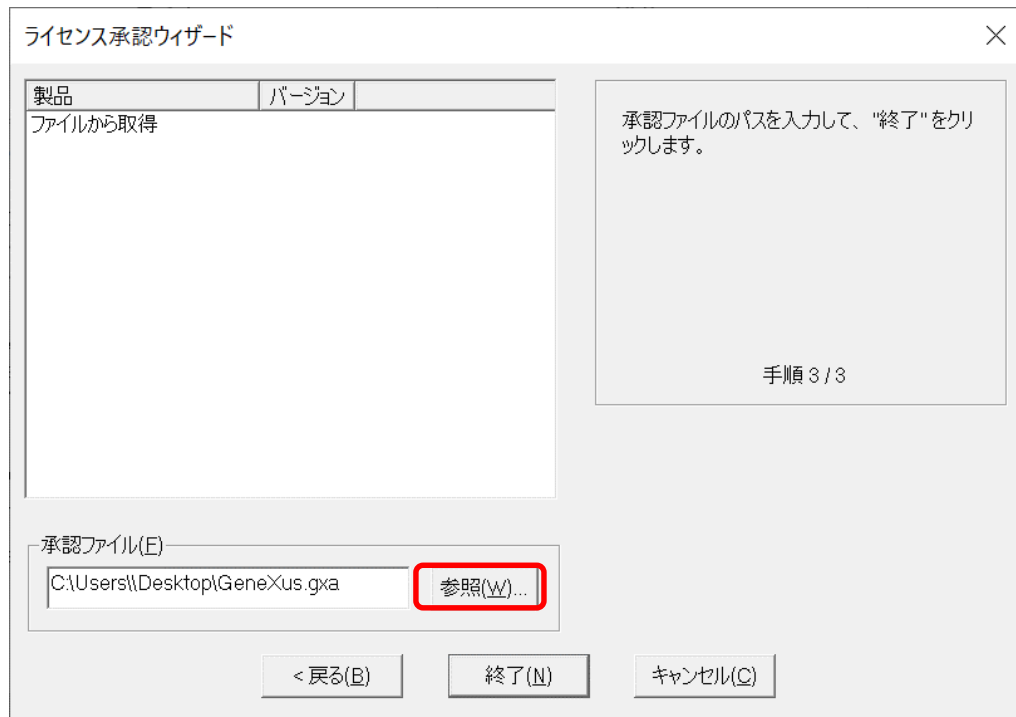 ライセンス承認ウィザード
製品 バージョン
ファイルから取得
承認ファイルのパスを入力して、"終了"をクリ
ックします。
手順 3 / 3
承認ファイル(F)
C:\Users\\Desktop\GeneXus.gxa 参照(W)...
< 戻る(B) 終了(N) キャンセル(C)